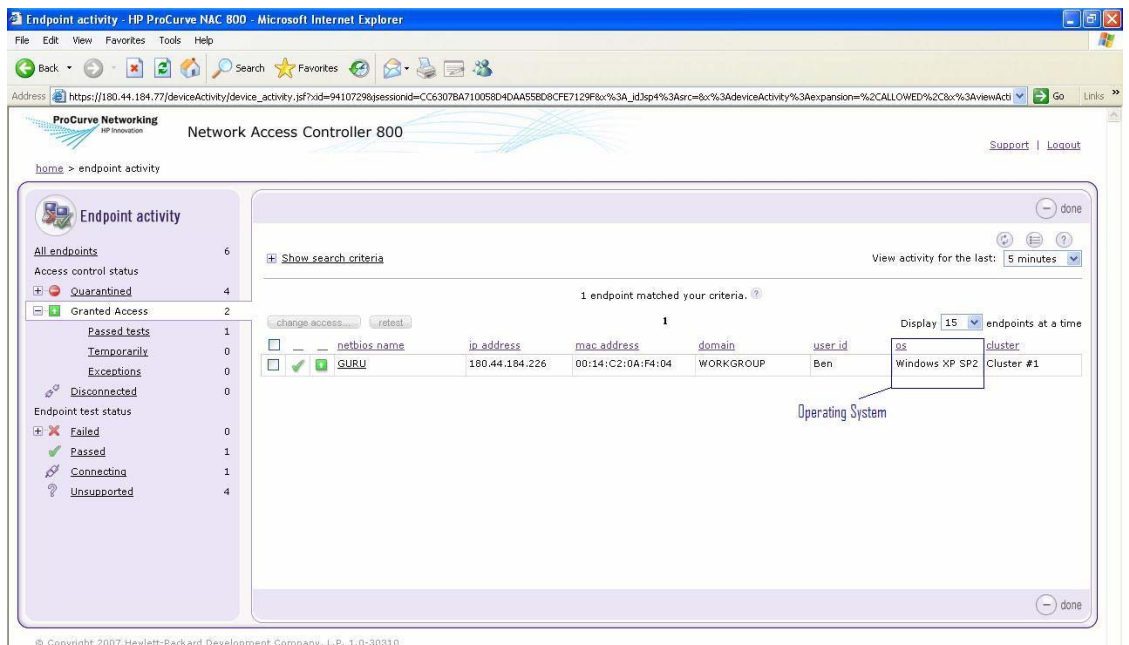 Endpoint activity - HP ProCurve NAC 800 - Microsoft Internet Explorer
File Edit View Favorites Tools Help
Back Search Favorites
Address https://180.44.184.77/deviceActivity/device_activity.jsf?xid=94107298jsessionid=CC6307BA710058D4DAA55BD8CFE7129F8x%3A_idJsp4%3Asrc=&x%3AdeviceActivity%3Aexpansion=%2CALLOWED%2C&x%3AviewActi Go Links »
ProCurve Networking
HP Innovation
Network Access Controller 800
Support | Logout
home > endpoint activity
Endpoint activity
All endpoints 6
Access control status
Quarantined 4
Granted Access 2
Passed tests 1
Temporarily 0
Exceptions 0
Disconnected 0
Endpoint test status
Failed 0
Passed 1
Connecting 1
Unsupported 4
done
Show search criteria
View activity for the last: 5 minutes
1 endpoint matched your criteria. ?
change access... retest 1 Display 15 endpoints at a time
netbios name ip address mac address domain user id os cluster
GURU 180.44.184.226 00:14:C2:0A:F4:04 WORKGROUP Ben Windows XP SP2 Cluster #1
Operating System
done
© Copyright 2007 Hewlett-Packard Development Company, L.P. 1.0-30310